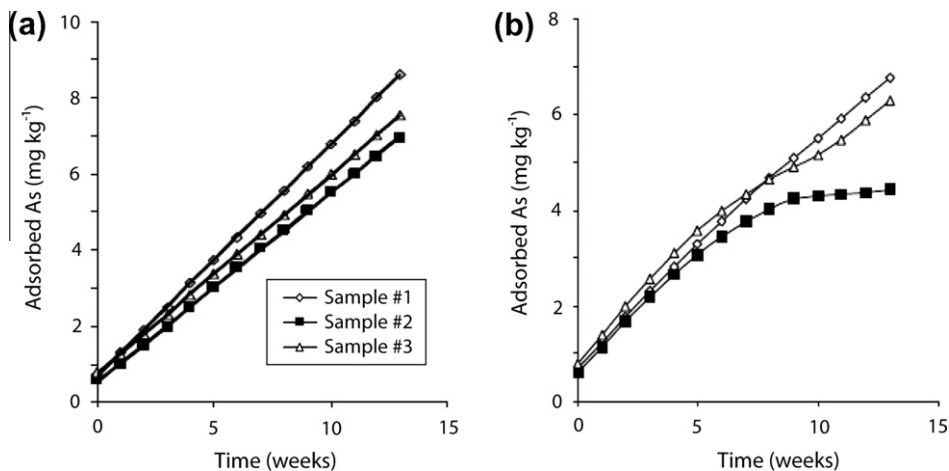 (a)
10
8
6
4
2
0
Adsorbed As (mg kg⁻¹)
0 5 10 15
Time (weeks)
Sample #1
Sample #2
Sample #3
(b)
8
6
4
2
0
Adsorbed As (mg kg⁻¹)
0 5 10 15
Time (weeks)